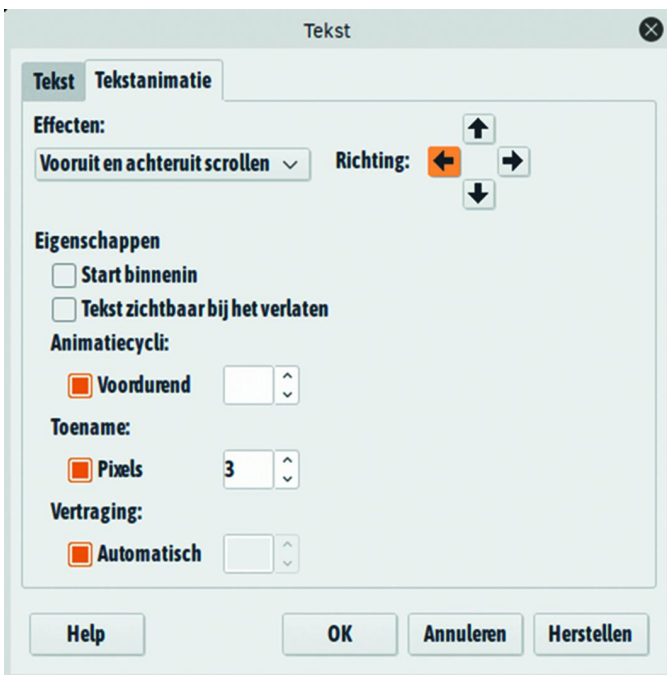 Tekst
Tekst Tekstanimatie
Effecten:
Vooruit en achteruit scrollen Richting:
Eigenschappen
Start binnenin
Tekst zichtbaar bij het verlaten
Animatiecycli:
Voordurend
Toename:
Pixels 3
Vertraging:
Automatisch
Help OK Annuleren Herstellen